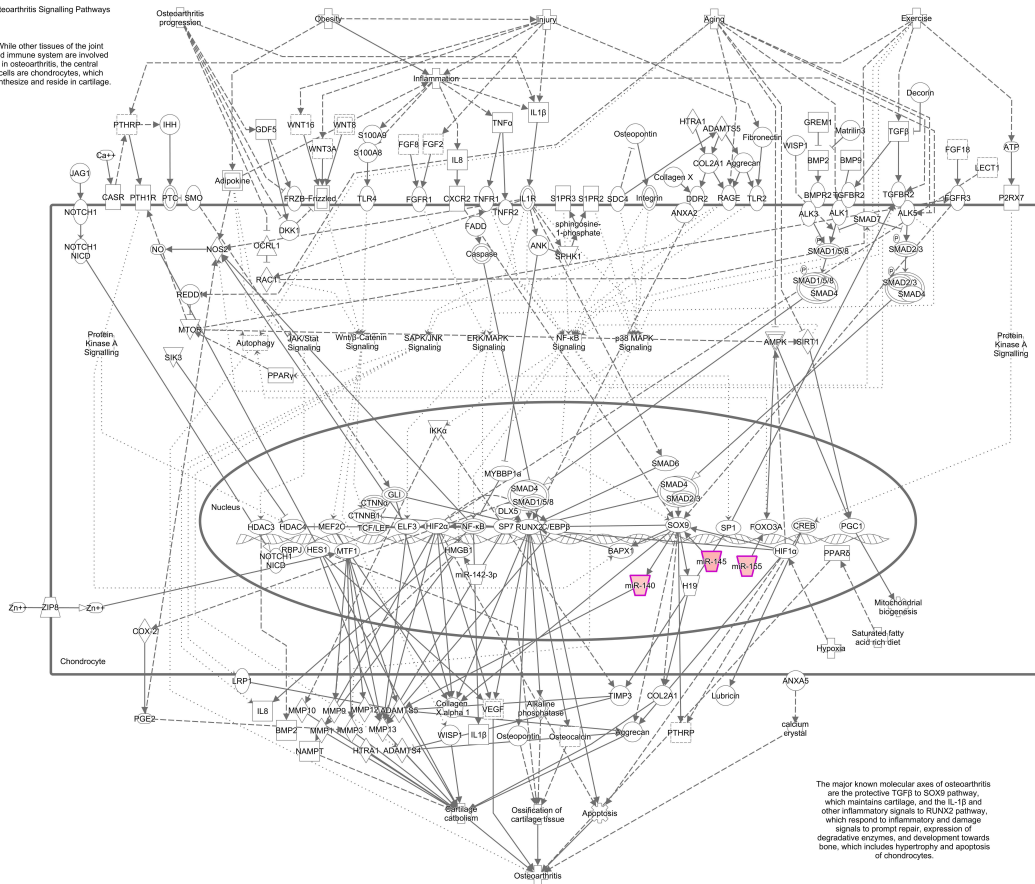 teoarthritis Signalling Pathways
While other tissues of the joint
d immune system are involved
in osteoarthritis, the central
cells are chondrocytes, which
nthesize and reside in cartilage.
Osteoarthritis
progression
Obesity
Injury
Aging
Exercise
Inflammation
Decorin
PTHRP
IHH
GDF5
WNT16
WNT8
WNT3A
S100A9
S100A8
FGF8
FGF2
IL8
TNFα
IL1β
Osteopontin
HTRA1
ADAMTS5
Fibronectin
COL2A1
Aggrecan
Collagen X
WISP1
GREM1
Matrilin3
BMP2
BMP9
TGFβ
FGF18
LECT1
ATP
Ca++
JAG1
Adipokine
NOTCH1
CASR
PTH1R
PTC
SMO
FRZB
Frizzled
TLR4
FGFR1
CXCR2
TNFR1
TNFR2
IL1R
S1PR3
S1PR2
SDC4
Integrin
DDR2
RAGE
TLR2
ANXA2
BMPR2
TGFBR2
TGFBR2
ALK3
ALK1
SMAD7
ALK5
FGFR3
P2RX7
NOTCH1
NICD
NO
NOS2
OCRL1
DKK1
RAC1
FADD
Caspase
ANK
sphingosine-
1-phosphate
SPHK1
P
SMAD1/5/8
P
SMAD2/3
P
SMAD1/5/8
SMAD4
P
SMAD2/3
SMAD4
REDD1
MTOR
SIK3
Protein
Kinase A
Signalling
Autophagy
JAK/Stat
Signaling
Wnt/β-Catenin
Signaling
SAPK/JNK
Signaling
ERK/MAPK
Signaling
NF-κB
Signaling
p38 MAPK
Signaling
AMPK
SIRT1
Protein
Kinase A
Signalling
PPARγ
IKKα
MYBBP1a
SMAD6
SMAD4
SMAD1/5/8
SMAD4
SMAD2/3
GLI
CTNNα
CTNNB1
DLX5
Nucleus
HDAC3
HDAC4
MEF2C
TCF/LEF
ELF3
HIF2α
NF-κB
SP7
RUNX2
C/EBPβ
SOX9
SP1
FOXO3A
CREB
PGC1
NOTCH1
NICD
RBPJ
HES1
MTF1
HMGB1
BAPX1
HIF1α
PPARδ
miR-142-3p
miR-140
H19
miR-145
miR-155
Zn++
ZIP8
Zn++
CDX-2
Mitochondrial
biogenesis
Saturated fatty
acid rich diet
Hypoxia
Chondrocyte
LRP1
ANXA5
PGE2
IL8
BMP2
NAMPT
MMP10
MMP1
MMP9
MMP3
MMP12
MMP13
ADAMTS5
HTRA1
ADAMTS4
Collagen
X alpha 1
WISP1
IL1β
VEGF
Osteopontin
Alkaline
phosphatase
Osteocalcin
TIMP3
Aggrecan
COL2A1
PTHRP
Lubricin
calcium
crystal
Cartilage
catbolism
Ossification of
cartilage tissue
Apoptosis
Osteoarthritis
The major known molecular axes of osteoarthritis
are the protective TGFβ to SOX9 pathway,
which maintains cartilage, and the IL-1β and
other inflammatory signals to RUNX2 pathway,
which respond to inflammatory and damage
signals to prompt repair, expression of
degradative enzymes, and development towards
bone, which includes hypertrophy and apoptosis
of chondrocytes.